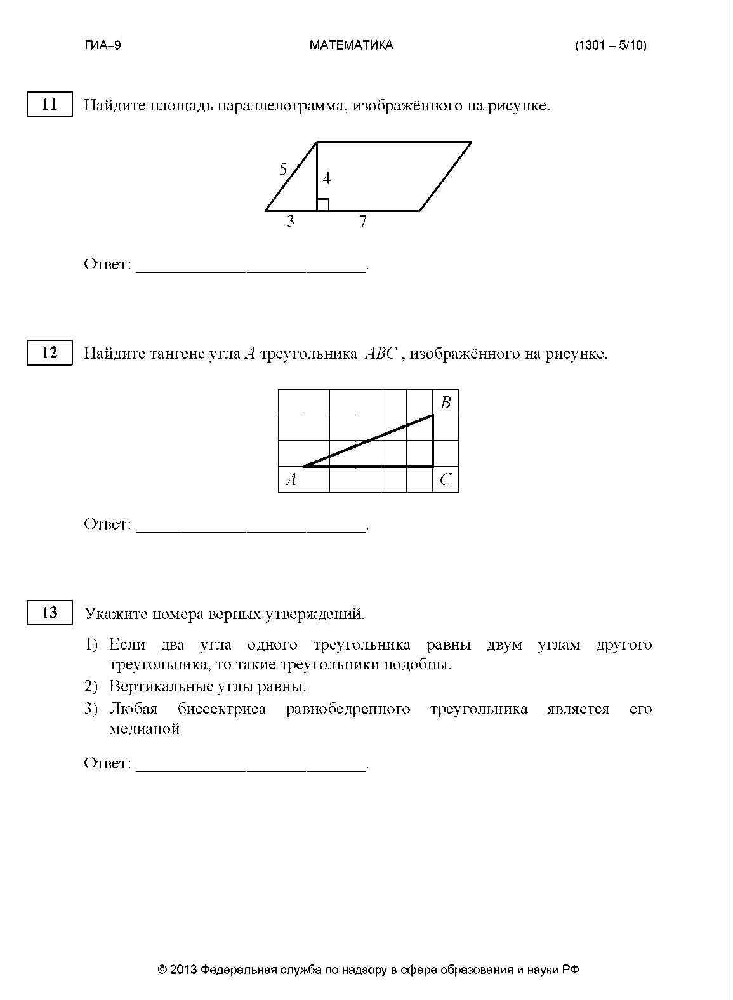 ГИА–9 МАТЕМАТИКА (1301 – 5/10)
11 Найдите площадь параллелограмма, изображённого на рисунке.
5
4
3 7
Ответ: ___________________________.
12 Найдите тангенс угла A треугольника ABC , изображённого на рисунке.
B
A C
Ответ: ___________________________.
13 Укажите номера верных утверждений.
1) Если два угла одного треугольника равны двум углам другого
треугольника, то такие треугольники подобны.
2) Вертикальные углы равны.
3) Любая биссектриса равнобедренного треугольника является его
медианой.
Ответ: ___________________________.
© 2013 Федеральная служба по надзору в сфере образования и науки РФ